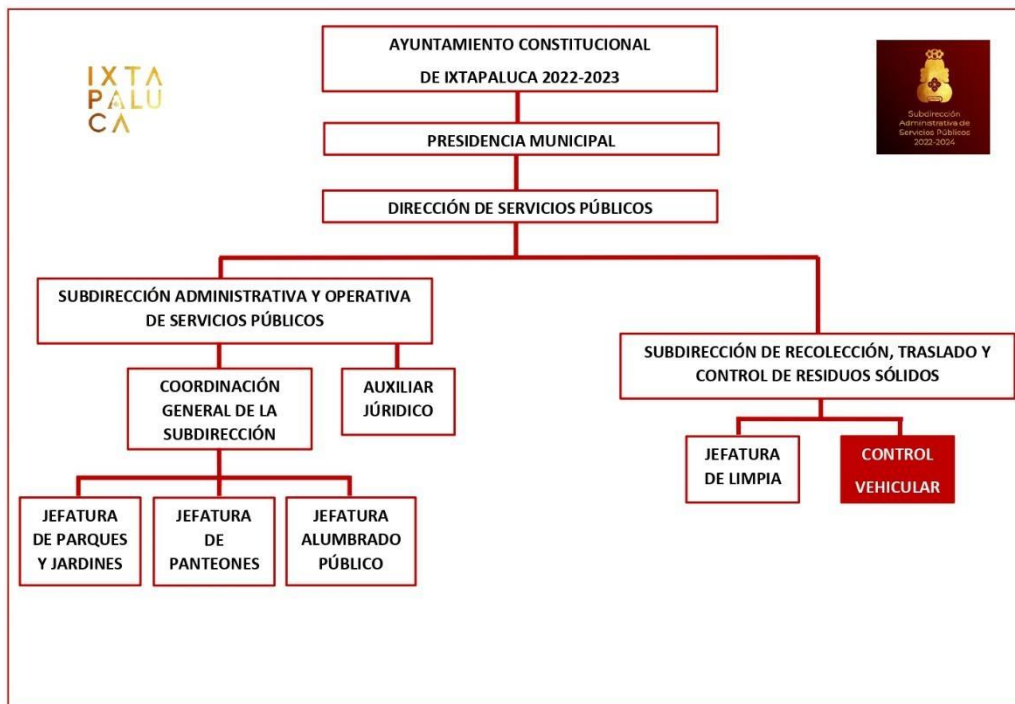 IXTA
PALU
CA
AYUNTAMIENTO CONSTITUCIONAL
DE IXTAPALUCA 2022-2023
Subdirección
Administrativa de
Servicios Públicos
2022-2024
PRESIDENCIA MUNICIPAL
DIRECCIÓN DE SERVICIOS PÚBLICOS
SUBDIRECCIÓN ADMINISTRATIVA Y OPERATIVA
DE SERVICIOS PÚBLICOS
SUBDIRECCIÓN DE RECOLECCIÓN, TRASLADO Y
CONTROL DE RESIDUOS SÓLIDOS
COORDINACIÓN
GENERAL DE LA
SUBDIRECCIÓN
AUXILIAR
JÚRIDICO
JEFATURA
DE LIMPIA
CONTROL
VEHICULAR
JEFATURA
DE PARQUES
Y JARDINES
JEFATURA
DE
PANTEONES
JEFATURA
ALUMBRADO
PÚBLICO